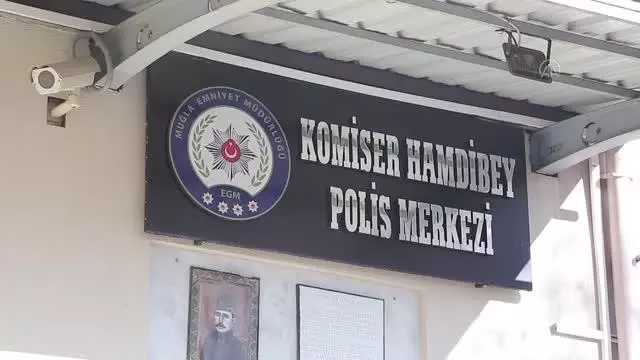 MUĞLA EMNİYET MÜDÜRLÜĞÜ
EGM
KOMİSER HAMDİBEY
POLİS MERKEZİ